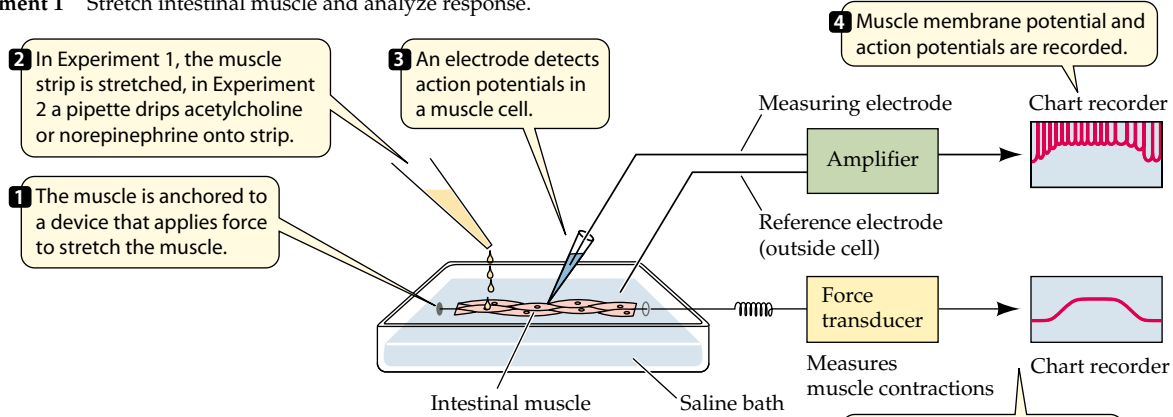 ment 1 Stretch intestinal muscle and analyze response.
4 Muscle membrane potential and
action potentials are recorded.
2 In Experiment 1, the muscle
strip is stretched, in Experiment
2 a pipette drips acetylcholine
or norepinephrine onto strip.
3 An electrode detects
action potentials in
a muscle cell.
Measuring electrode
Chart recorder
Amplifier
1 The muscle is anchored to
a device that applies force
to stretch the muscle.
Reference electrode
(outside cell)
Force
transducer
Measures
muscle contractions
Chart recorder
Intestinal muscle
Saline bath